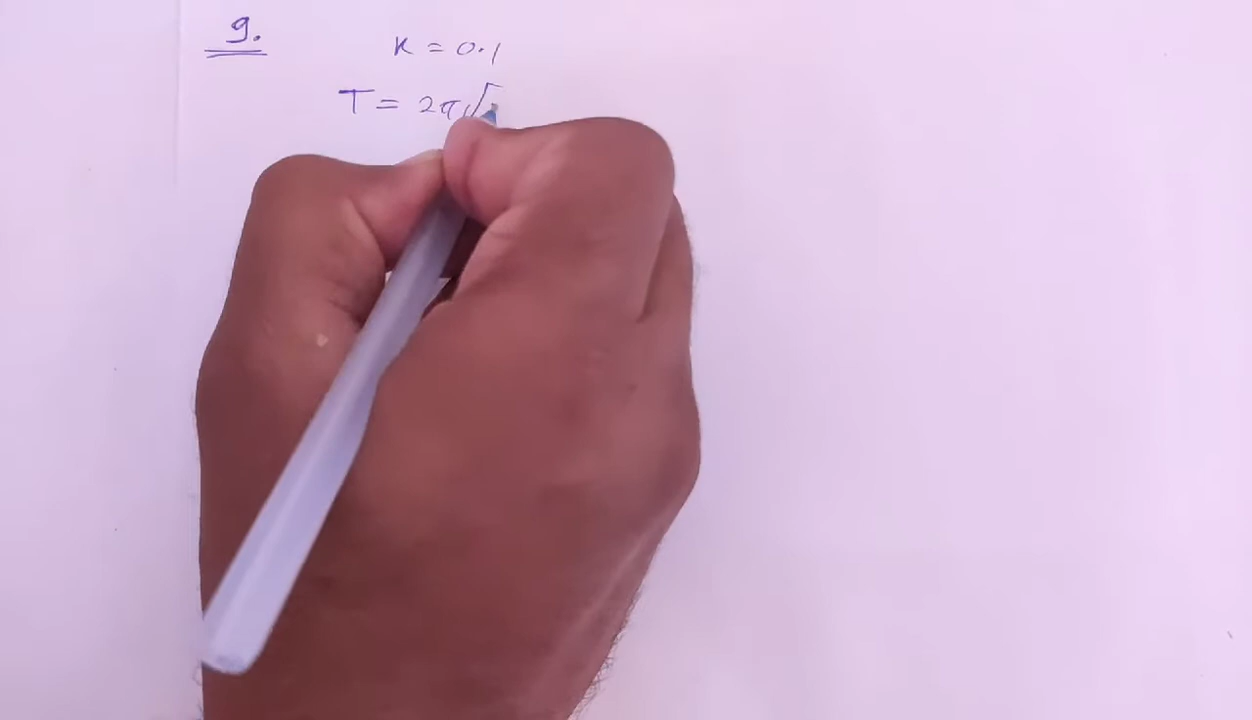 9.
K = 0.1
T = 2π√